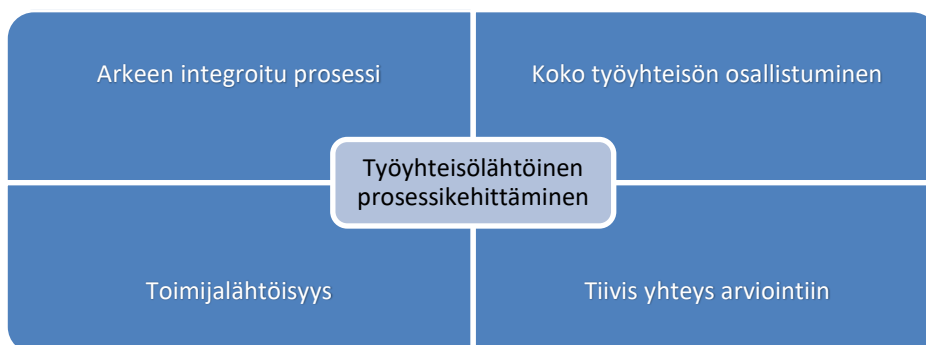 Arkeen integroitu prosessi
Koko työyhteisön osallistuminen
Työyhteisölähtöinen
prosessikehittäminen
Toimijalähtöisyys
Tiivis yhteys arviointiin